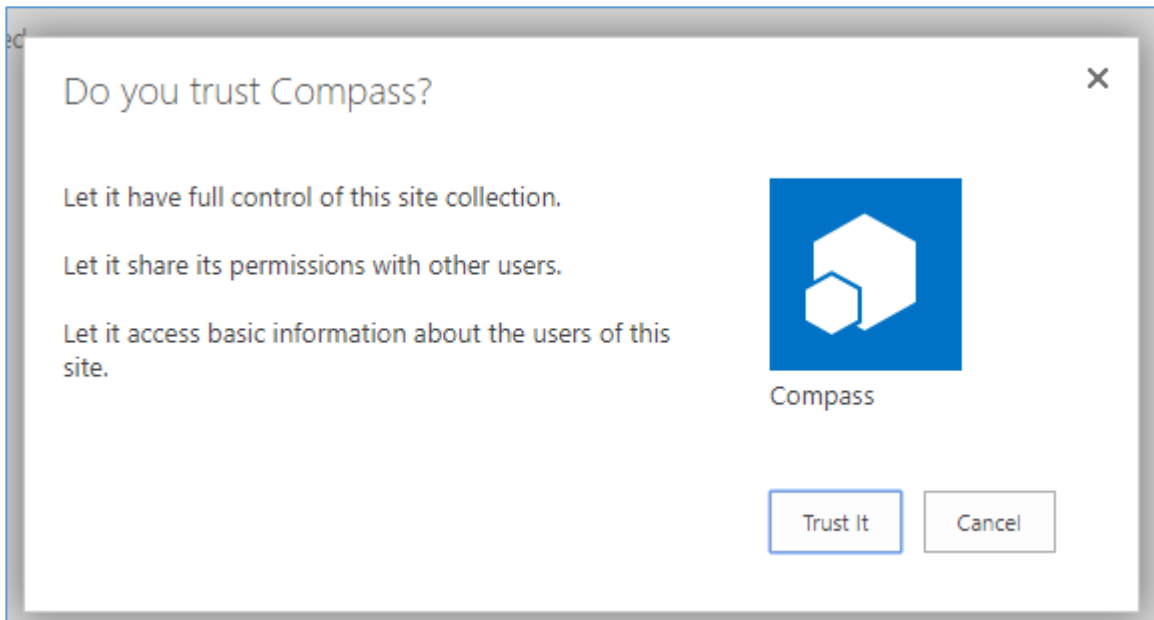 ed
Do you trust Compass?
Let it have full control of this site collection.
Let it share its permissions with other users.
Let it access basic information about the users of this
site.
Compass
Trust It
Cancel